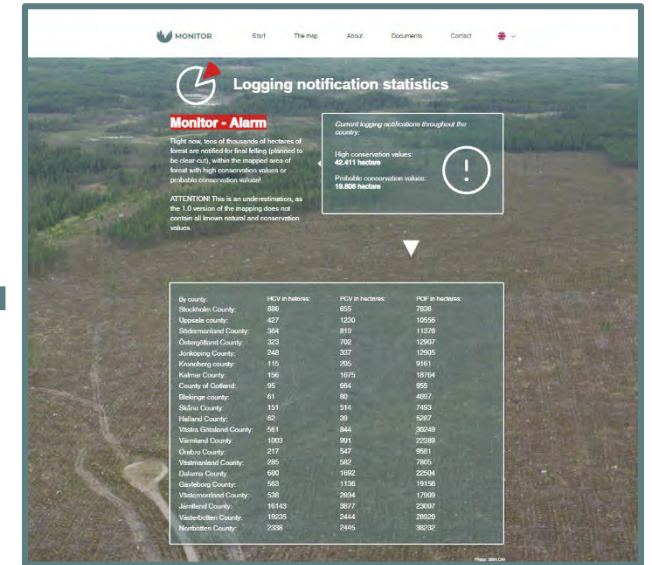 MONITOR Start The map About Documents Contact
Logging notification statistics
Monitor - Alarm
Right now, tens of thousands of hectares of
forest are notified for final felling (planned to
be clear-cut), within the mapped area of
forest with high conservation values or
probable conservation values!
ATTENTION! This is an underestimation, as
the 1.0 version of the mapping does not
contain all known natural and conservation
values.
Current logging notifications throughout the
country:
High conservation values:
42.411 hectare
Probable conservation values:
19.808 hectare
By county: HCV in hetares: PCV in hectares: POF in hectares:
Stockholm County: 886 655 7836
Uppsala county: 427 1230 10556
Södermanland County: 364 819 11378
Östergötland County: 323 702 12907
Jönköping county: 248 337 12905
Kronoberg county: 115 205 9161
Kalmar County: 156 1675 18764
County of Gotland: 95 664 955
Blekinge county: 61 80 4897
Skåne county: 151 514 7493
Halland County: 62 39 5287
Västra Götaland County: 561 844 30249
Värmland County: 1003 991 22389
Örebro County: 217 547 9581
Västmanland County: 285 582 7805
Dalarna County: 680 1692 22504
Gävleborg County: 563 1136 19156
Västernorrland County: 538 2894 17609
Jämtland County: 16143 3877 23007
Västerbotten County: 19235 2444 28920
Norrbotten County: 2338 2445 38232